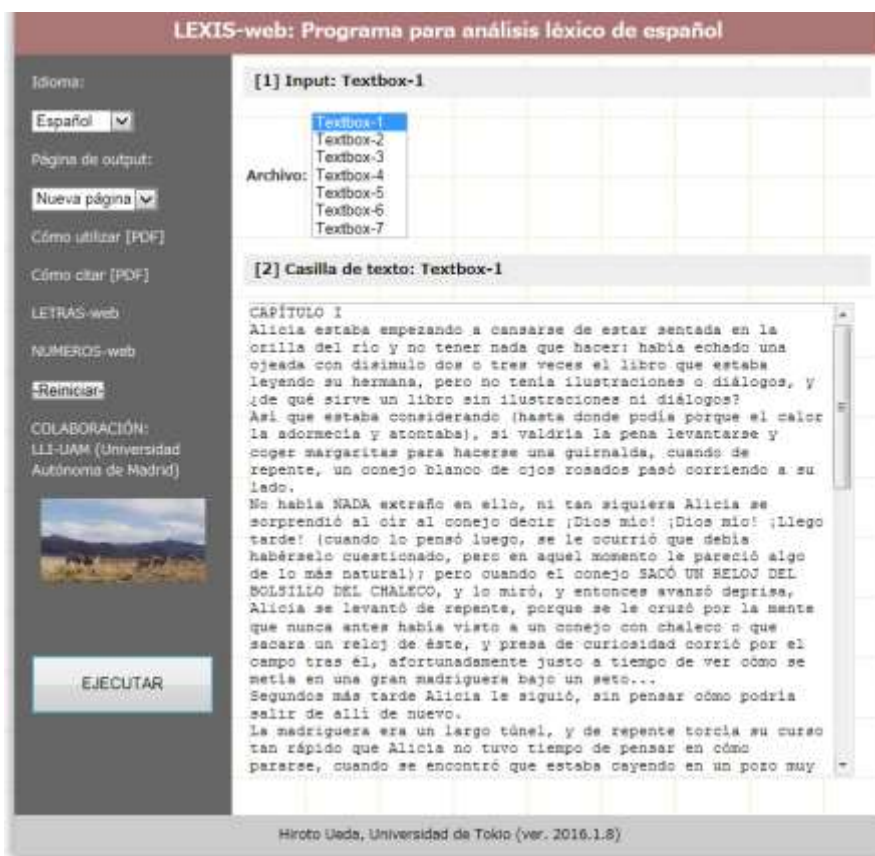 LEXIS-web: Programa para análisis léxico de español
Idioma:
Español
Página de output:
Nueva página
Cómo utilizar [PDF]
Cómo citar [PDF]
LETRAS-web
NUMEROS-web
-Reiniciar-
COLABORACIÓN:
LLI-UAM (Universidad
Autónoma de Madrid)
EJECUTAR
[1] Input: Textbox-1
Archivo:
Textbox-1
Textbox-2
Textbox-3
Textbox-4
Textbox-5
Textbox-6
Textbox-7
[2] Casilla de texto: Textbox-1
CAPÍTULO I
Alicia estaba empezando a cansarse de estar sentada en la
orilla del río y no tener nada que hacer: había echado una
ojeada con disimulo dos o tres veces el libro que estaba
leyendo su hermana, pero no tenía ilustraciones o diálogos, y
¿de qué sirve un libro sin ilustraciones ni diálogos?
Así que estaba considerando (hasta donde podía porque el calor
la adormecía y atontaba), si valdría la pena levantarse y
coger margaritas para hacerse una guirnalda, cuando de
repente, un conejo blanco de ojos rosados pasó corriendo a su
lado.
No había NADA extraño en ello, ni tan siquiera Alicia se
sorprendió al oír al conejo decir ¡Dios mío! ¡Dios mío! ¡Llego
tarde! (cuando lo pensó luego, se le ocurrió que debía
habérselo cuestionado, pero en aquel momento le pareció algo
de lo más natural); pero cuando el conejo SACÓ UN RELOJ DEL
BOLSILLO DEL CHALECO, y lo miró, y entonces avanzó deprisa,
Alicia se levantó de repente, porque se le cruzó por la mente
que nunca antes había visto a un conejo con chaleco o que
sacara un reloj de éste, y presa de curiosidad corrió por el
campo tras él, afortunadamente justo a tiempo de ver cómo se
metía en una gran madriguera bajo un seto...
Segundos más tarde Alicia le siguió, sin pensar cómo podría
salir de allí de nuevo.
La madriguera era un largo túnel, y de repente torcía su curso
tan rápido que Alicia no tuvo tiempo de pensar en cómo
pararse, cuando se encontró que estaba cayendo en un pozo muy
Hiroto Ueda, Universidad de Tokio (ver. 2016.1.8)